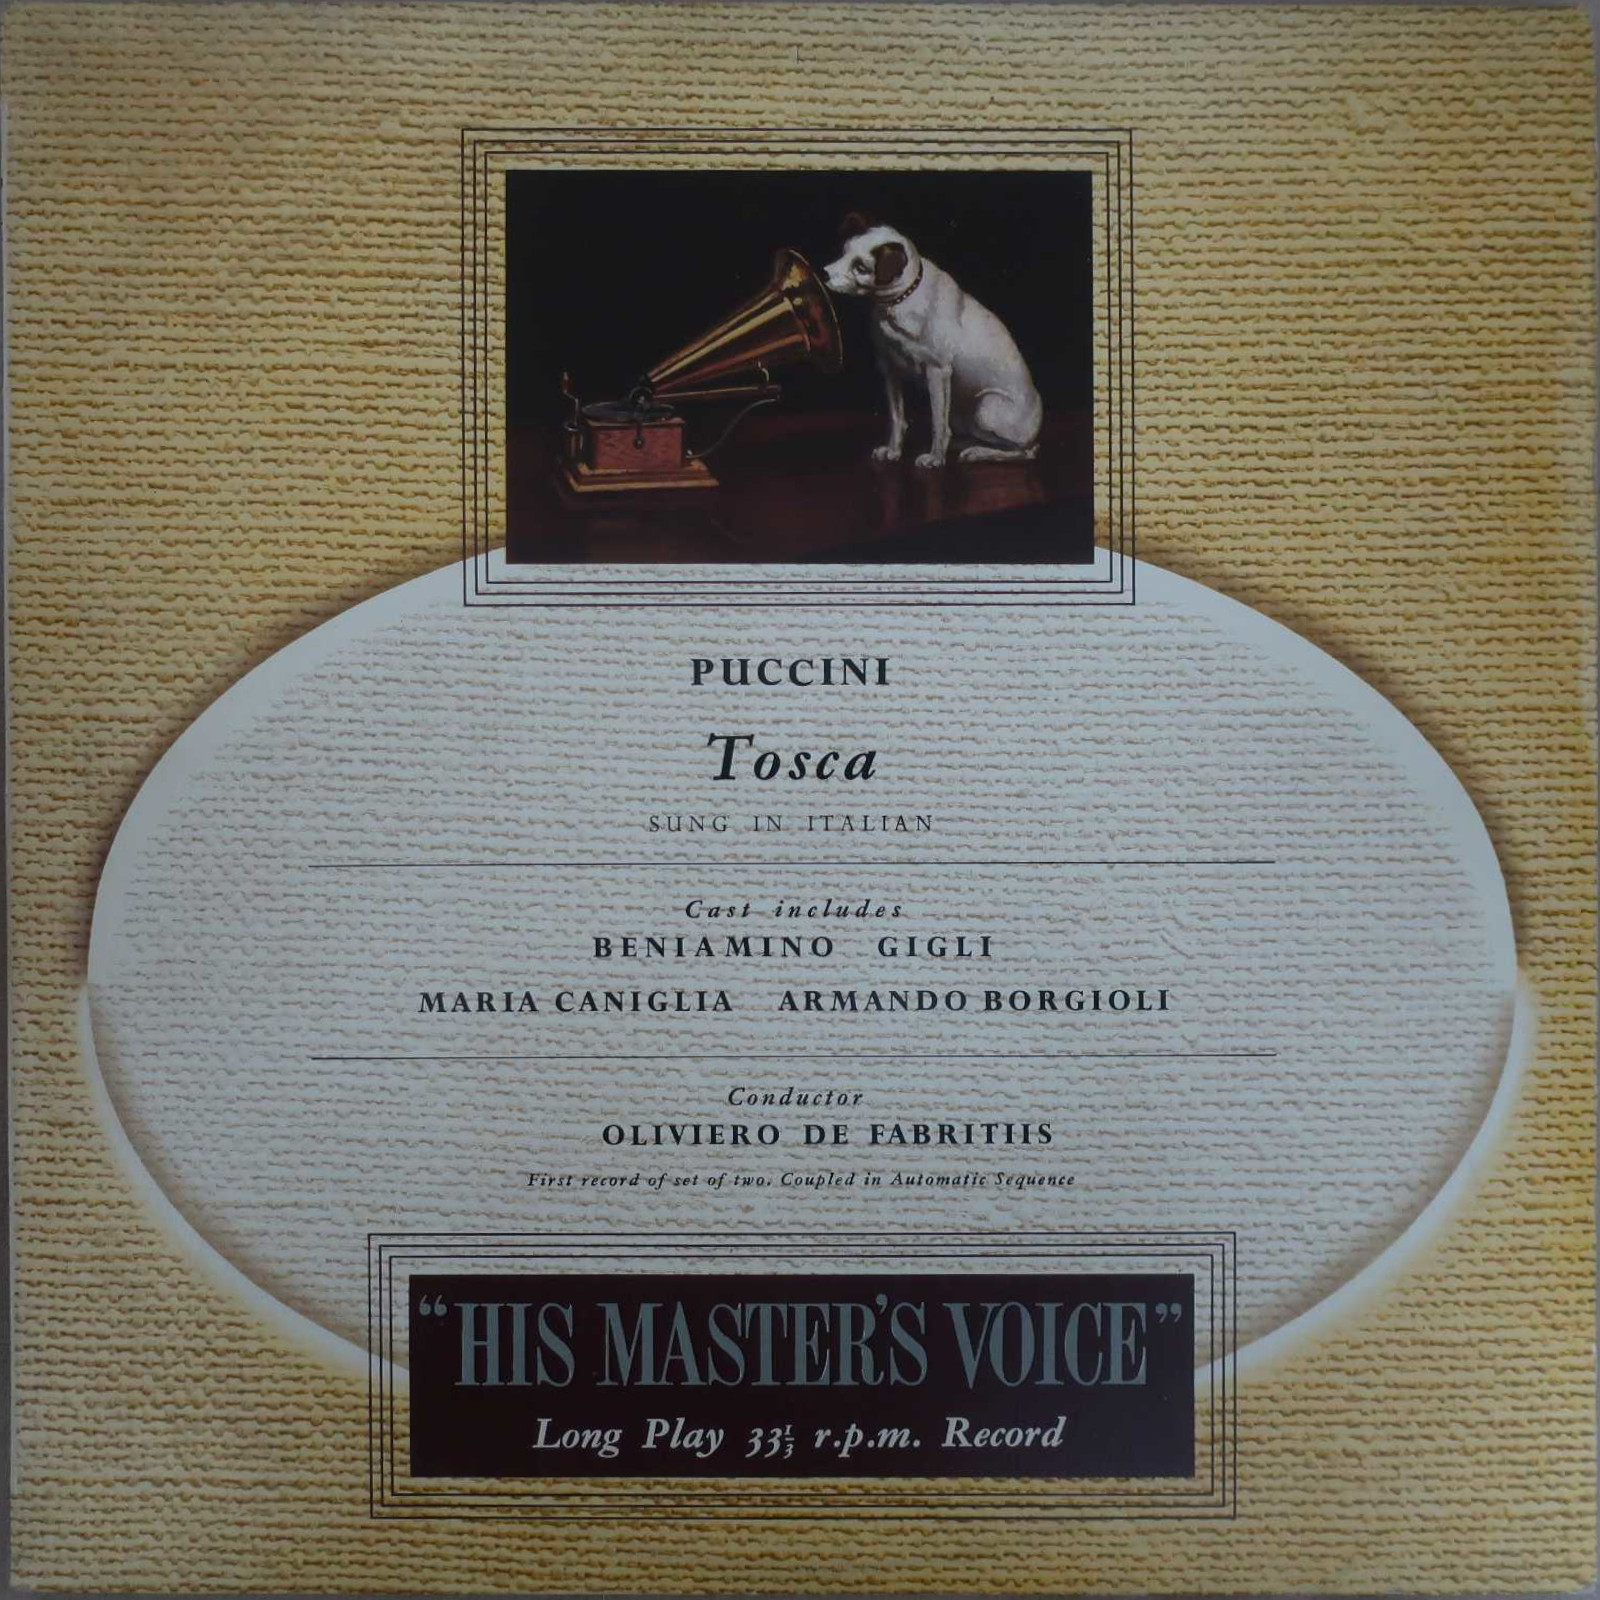 PUCCINI
Tosca
SUNG IN ITALIAN
Cast includes
BENIAMINO GIGLI
MARIA CANIGLIA ARMANDO BORGIOLI
Conductor
OLIVIERO DE FABRITIIS
First record of set of two. Coupled in Automatic Sequence
“HIS MASTER'S VOICE”
Long Play 33⅓ r.p.m. Record